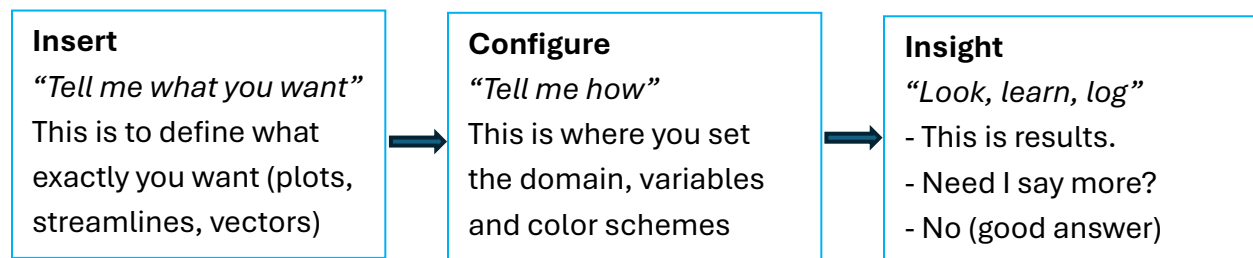 Insert
“Tell me what you want”
This is to define what
exactly you want (plots,
streamlines, vectors)
Configure
“Tell me how”
This is where you set
the domain, variables
and color schemes
Insight
“Look, learn, log”
- This is results.
- Need I say more?
- No (good answer)